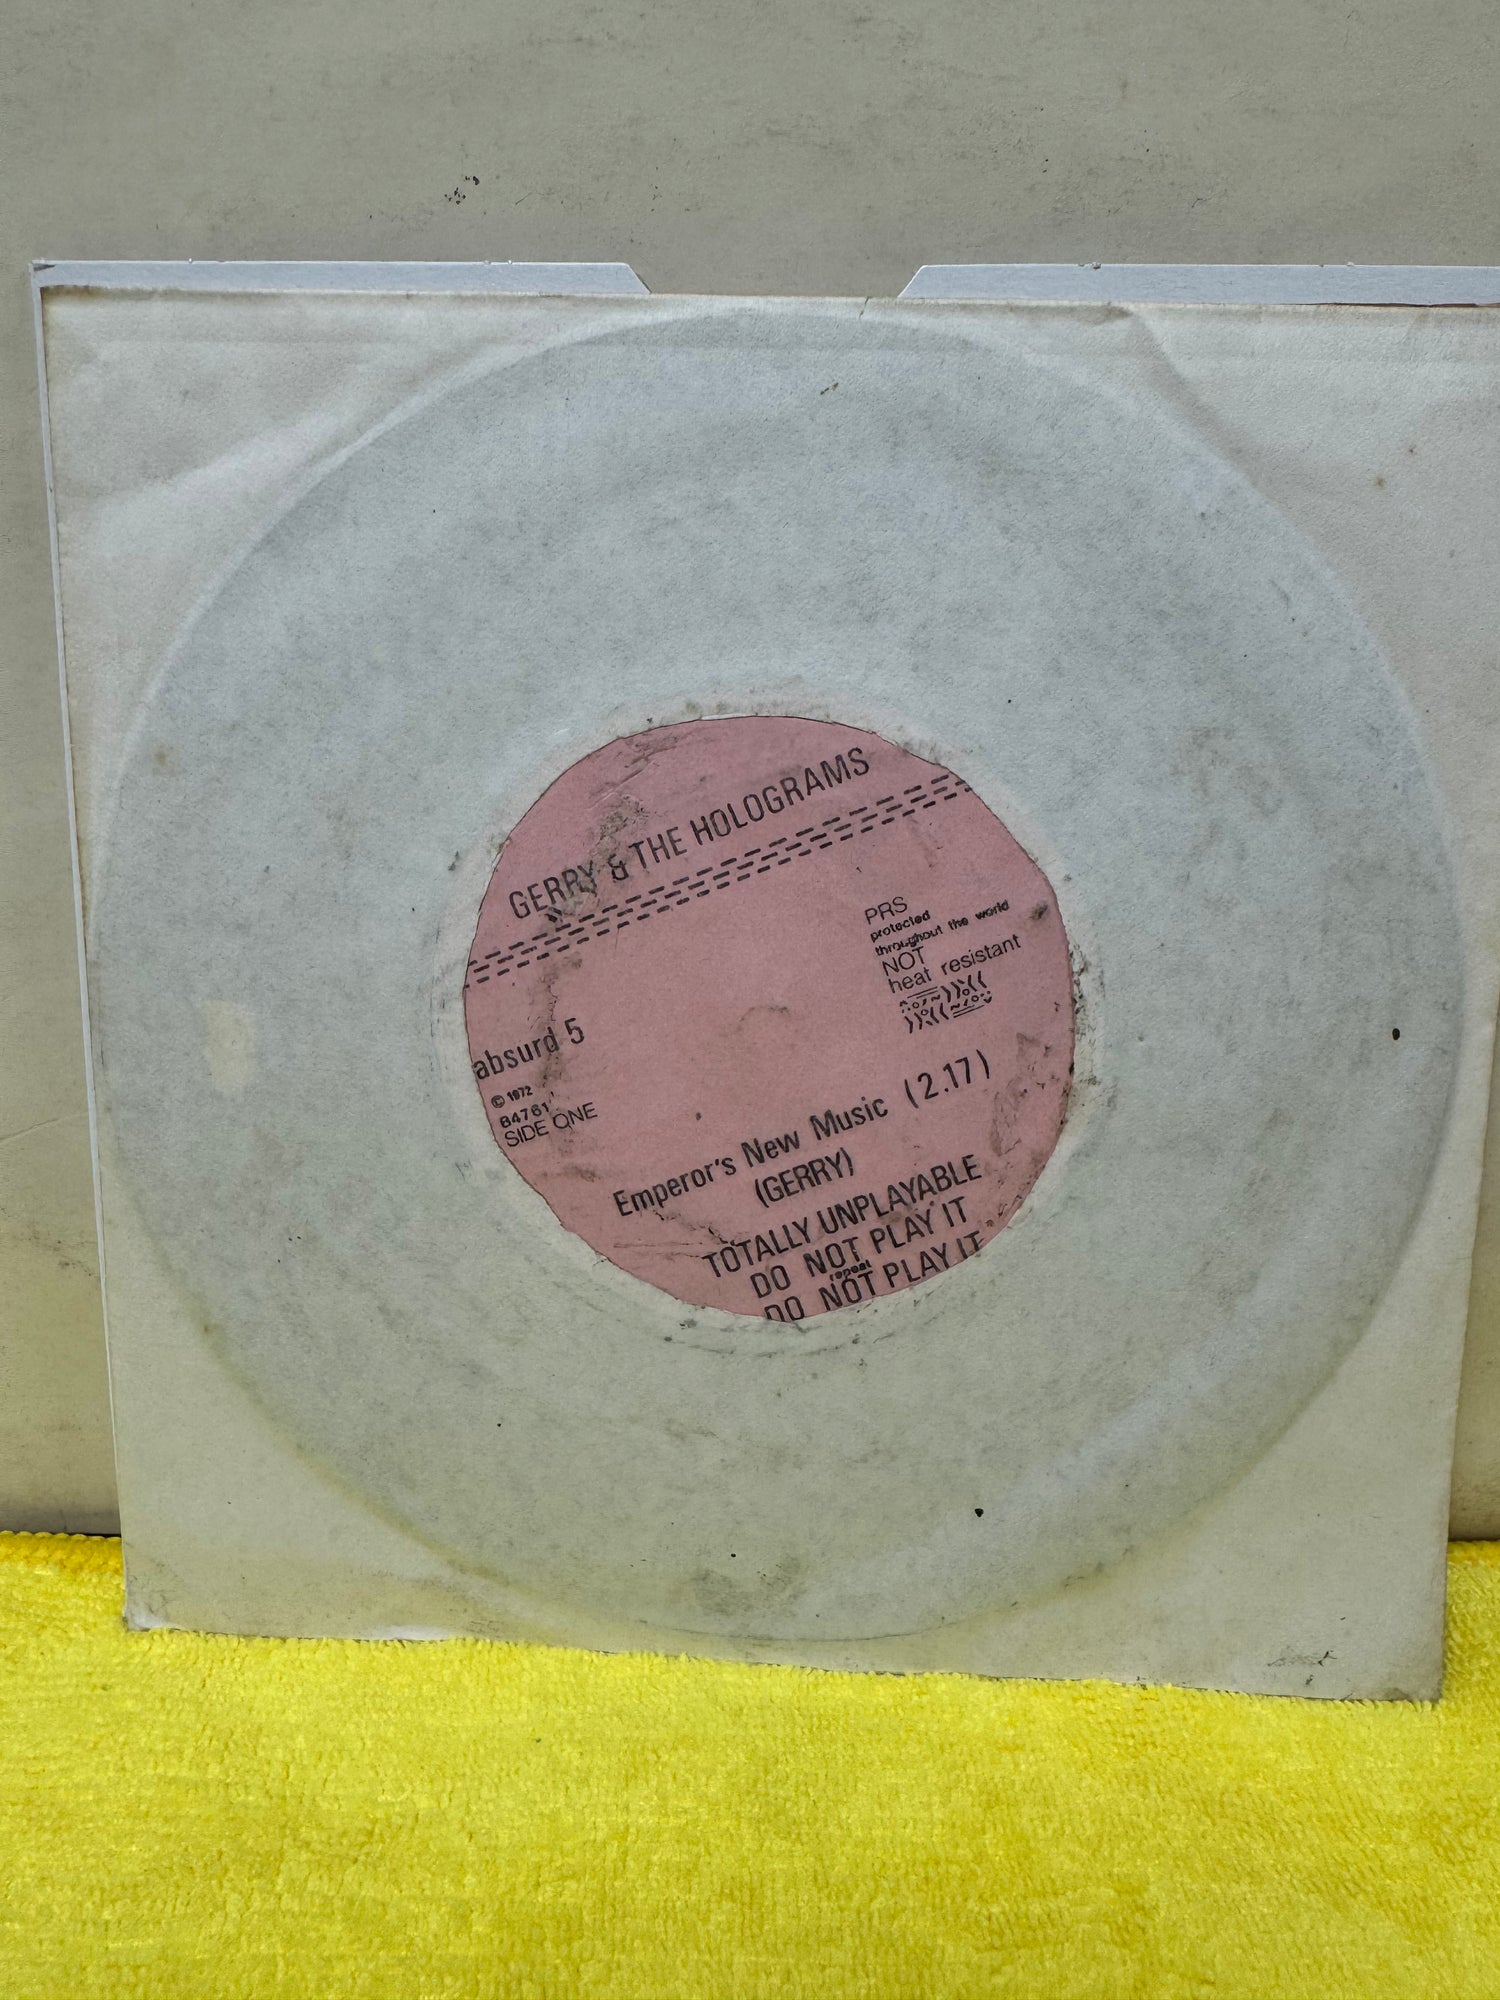 GERRY & THE HOLOGRAMS
PRS
protected
throughout the world
NOT
heat resistant
absurd 5
© 1972
84761
SIDE ONE
Emperor's New Music (2.17)
(GERRY)
TOTALLY UNPLAYABLE
DO NOT PLAY IT
repeat
DO NOT PLAY IT